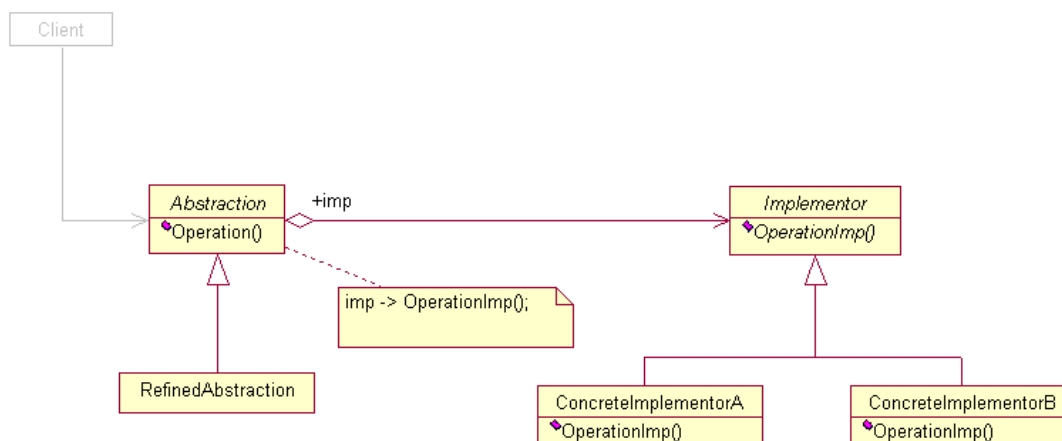 Client
Abstraction
Operation()
+imp
Implementor
OperationImp()
imp -> OperationImp();
RefinedAbstraction
ConcreteImplementorA
OperationImp()
ConcreteImplementorB
OperationImp()